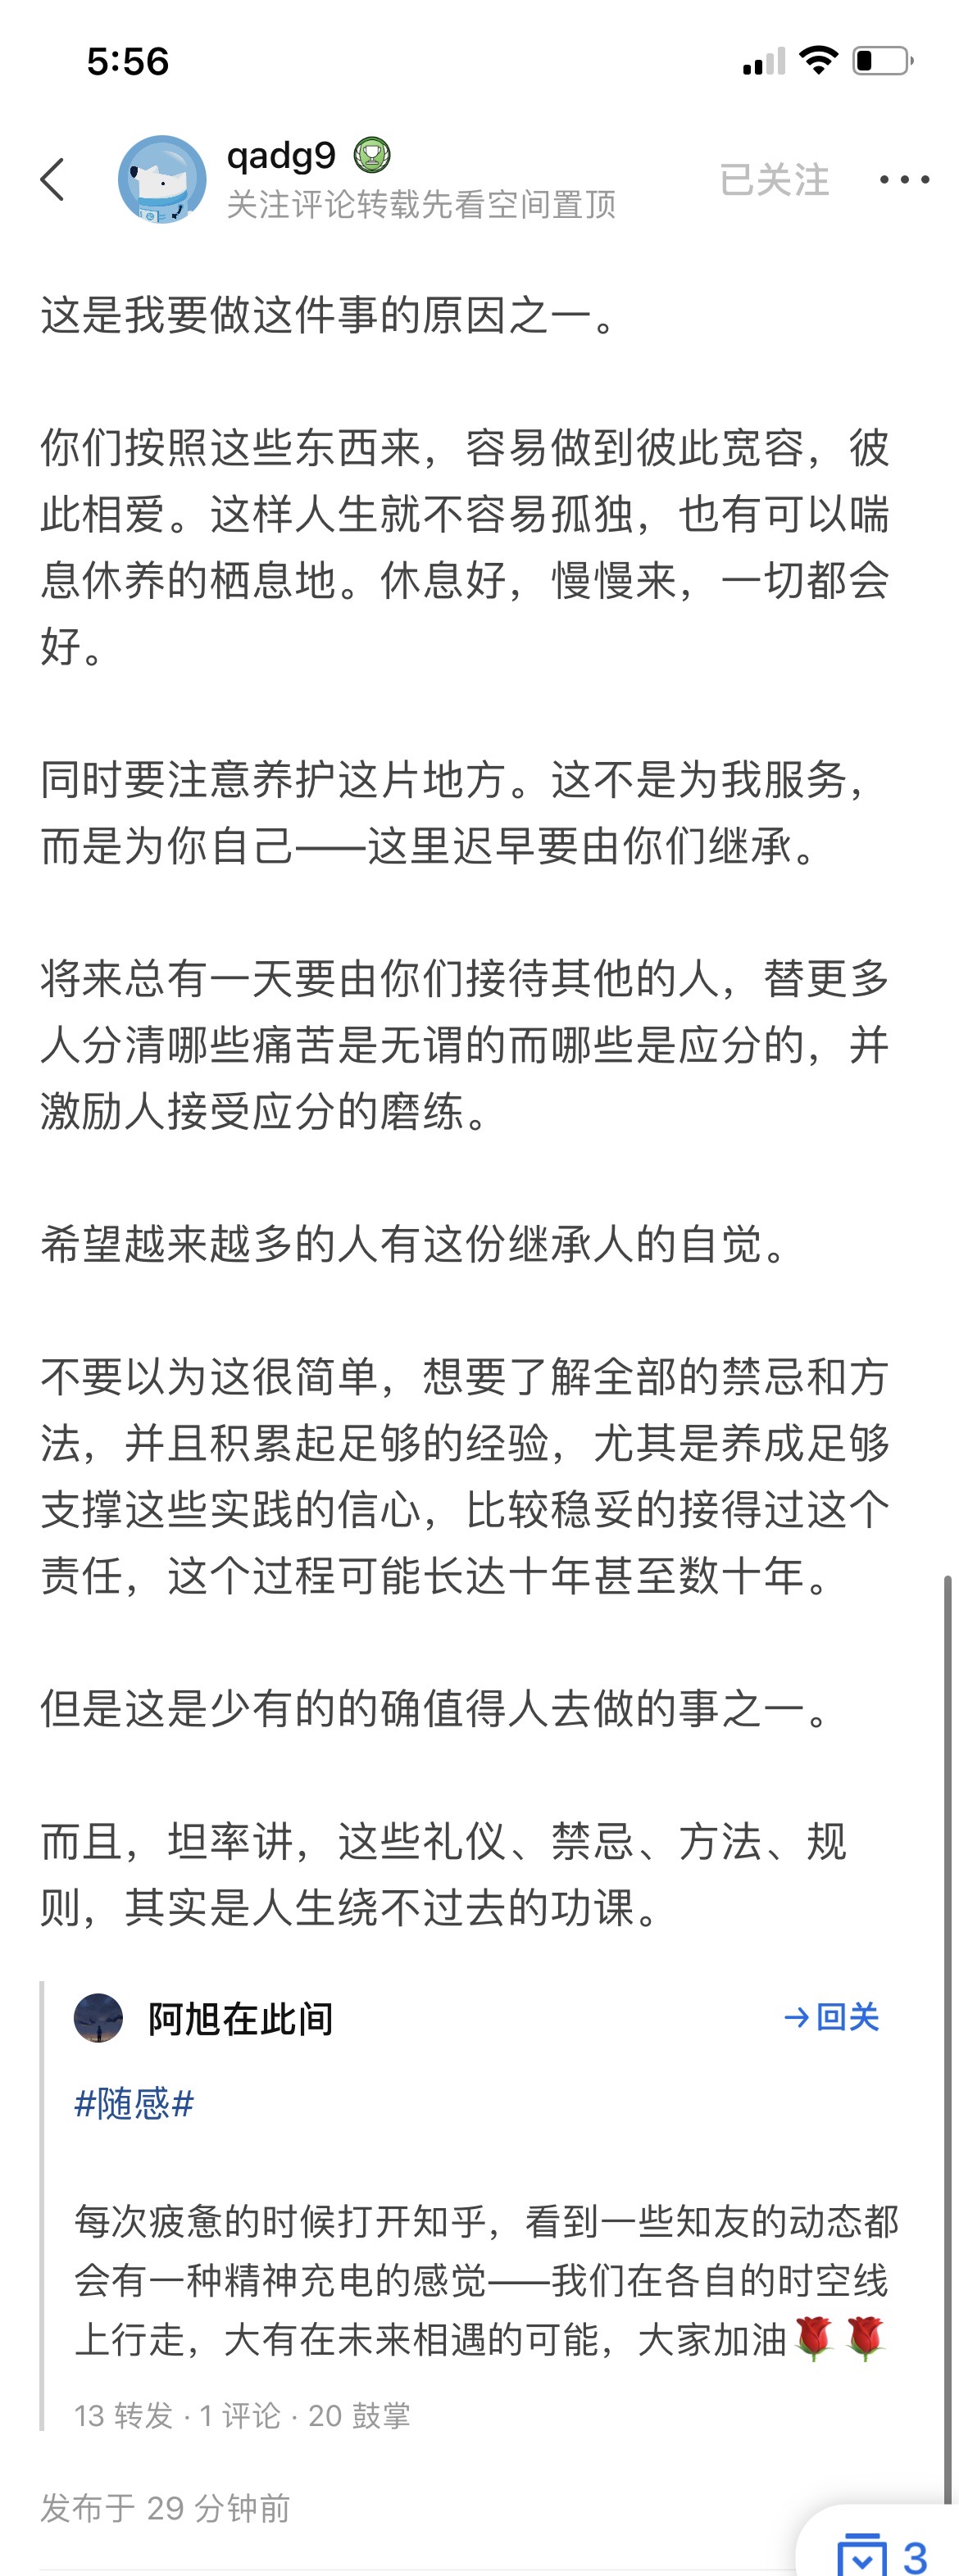 5:56
qadg9
关注评论转载先看空间置顶
已关注
这是我要做这件事的原因之一。
你们按照这些东西来，容易做到彼此宽容，彼
此相爱。这样人生就不容易孤独，也有可以喘
息休养的栖息地。休息好，慢慢来，一切都会
好。
同时要注意养护这片地方。这不是为我服务，
而是为你自己——这里迟早要由你们继承。
将来总有一天要由你们接待其他的人，替更多
人分清哪些痛苦是无谓的而哪些是应分的，并
激励人接受应分的磨练。
希望越来越多的人有这份继承人的自觉。
不要以为这很简单，想要了解全部的禁忌和方
法，并且积累起足够的经验，尤其是养成足够
支撑这些实践的信心，比较稳妥的接得过这个
责任，这个过程可能长达十年甚至数十年。
但是这是少有的的确值得人去做的事之一。
而且，坦率讲，这些礼仪、禁忌、方法、规
则，其实是人生绕不过去的功课。
阿旭在此间
→回关
#随感#
每次疲惫的时候打开知乎，看到一些知友的动态都
会有一种精神充电的感觉——我们在各自的时空线
上行走，大有在未来相遇的可能，大家加油🌹🌹
13 转发 · 1 评论 · 20 鼓掌
发布于 29 分钟前
3